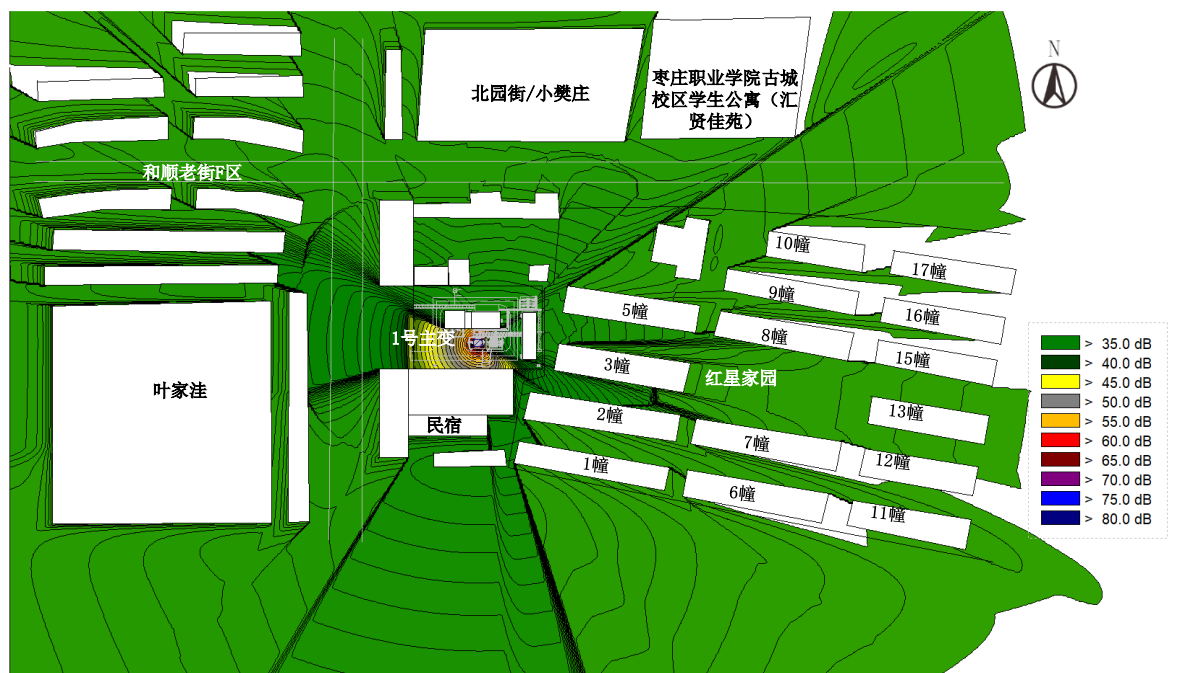 N
北园街/小樊庄
枣庄职业学院古城
校区学生公寓（汇
贤佳苑）
和顺老街F区
10幢
17幢
9幢
5幢
16幢
8幢
1号主变
15幢
3幢
红星家园
叶家洼
13幢
2幢
民宿
7幢
12幢
1幢
6幢
11幢
> 35.0 dB
> 40.0 dB
> 45.0 dB
> 50.0 dB
> 55.0 dB
> 60.0 dB
> 65.0 dB
> 70.0 dB
> 75.0 dB
> 80.0 dB